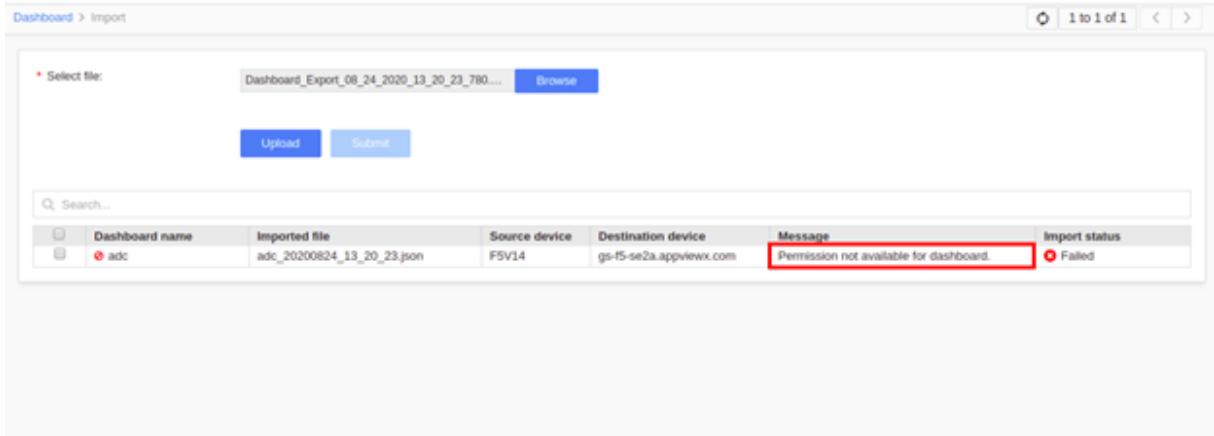 Dashboard > Import 1 to 1 of 1 < >
* Select file: Dashboard_Export_08_24_2020_13_20_23_780.... Browse
Upload Submit
Search...
Dashboard name Imported file Source device Destination device Message Import status
adc adc_20200824_13_20_23.json F5V14 gs-f5-se2a.appviewx.com Permission not available for dashboard. Failed